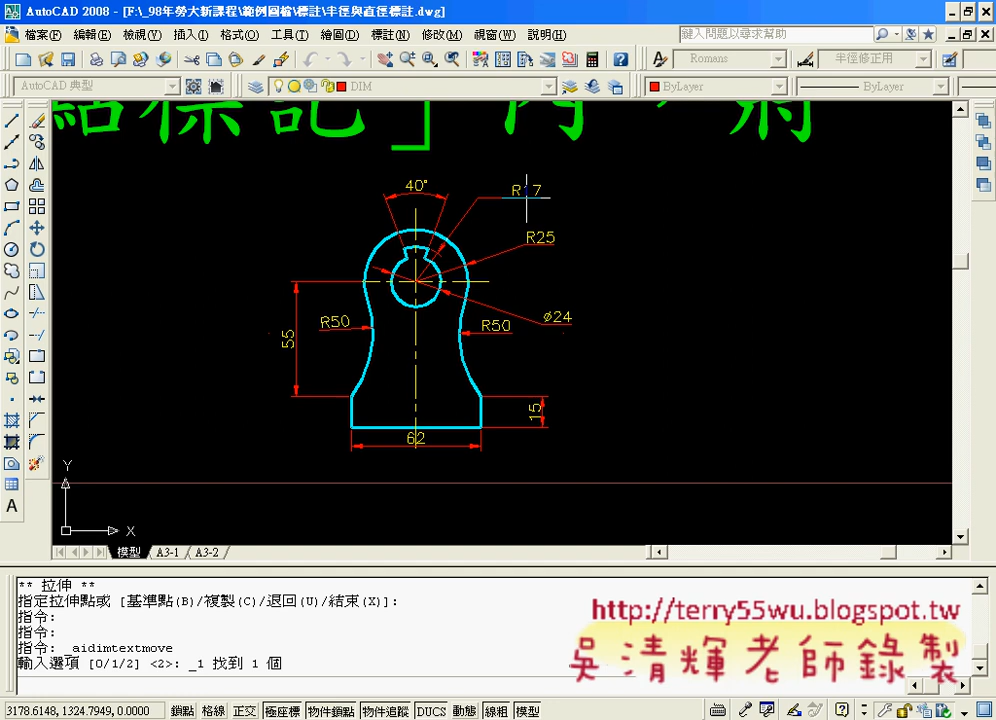 AutoCAD 2008 - [F:\_98年勞大新課程\範例圖檔\標註\半徑與直徑標註.dwg]
檔案(F) 編輯(E) 檢視(V) 插入(I) 格式(O) 工具(T) 繪圖(D) 標註(N) 修改(M) 視窗(W) 說明(H) 鍵入問題以尋求幫助
Romans 半徑修正用
AutoCAD 典型 DIM ByLayer ByLayer
結標記」內，將
40°
R17
R25
R50
R50
ø24
55
15
62
Y
X
模型 A3-1 A3-2
** 拉伸 **
指定拉伸點或 [基準點(B)/複製(C)/退回(U)/結束(X)]:
指令:
指令:
指令: _aidimtextmove
輸入選項 [0/1/2] <2>: _1 找到 1 個
http://terry55wu.blogspot.tw
吳清輝老師錄製
3178.6148, 1324.7949, 0.0000 鎖點 格線 正交 極座標 物件鎖點 物件追蹤 DUCS 動態 線粗 模型